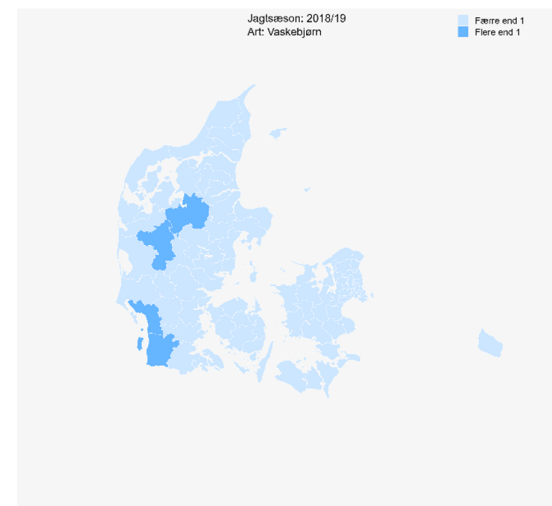 Jagtsæson: 2018/19
Art: Vaskebjørn
Færre end 1
Flere end 1